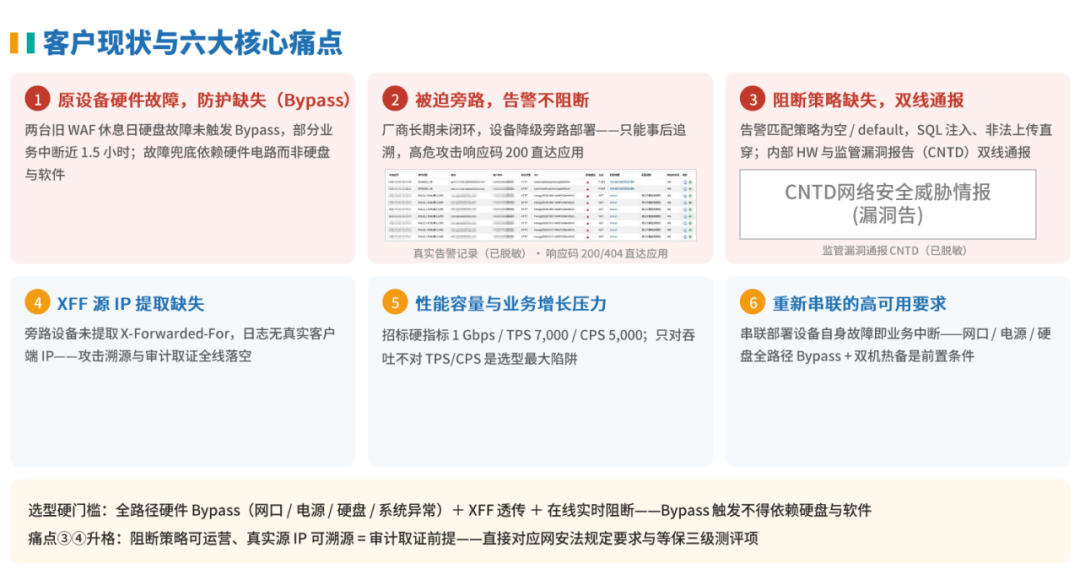 客户现状与六大核心痛点
1 原设备硬件故障，防护缺失（Bypass）
两台旧 WAF 休息日硬盘故障未触发 Bypass，部分业
务中断近 1.5 小时；故障兜底依赖硬件电路而非硬盘
与软件
2 被迫旁路，告警不阻断
厂商长期未闭环，设备降级旁路部署——只能事后追
溯，高危攻击响应码 200 直达应用
真实告警记录（已脱敏） • 响应码 200/404 直达应用
3 阻断策略缺失，双线通报
告警匹配策略为空 / default，SQL 注入、非法上传直
穿；内部 HW 与监管漏洞报告（CNTD）双线通报
CNTD网络安全威胁情报
(漏洞告)
监管漏洞通报 CNTD（已脱敏）
4 XFF 源 IP 提取缺失
旁路设备未提取 X-Forwarded-For，日志无真实客户
端 IP——攻击溯源与审计取证全线落空
5 性能容量与业务增长压力
招标硬指标 1 Gbps / TPS 7,000 / CPS 5,000；只对吞
吐不对 TPS/CPS 是选型最大陷阱
6 重新串联的高可用要求
串联部署设备自身故障即业务中断——网口 / 电源 / 硬
盘全路径 Bypass + 双机热备是前置条件
选型硬门槛：全路径硬件 Bypass（网口 / 电源 / 硬盘 / 系统异常）＋ XFF 透传 ＋ 在线实时阻断——Bypass 触发不得依赖硬盘与软件
痛点③④升格：阻断策略可运营、真实源 IP 可溯源 = 审计取证前提——直接对应网安法规定要求与等保三级测评项